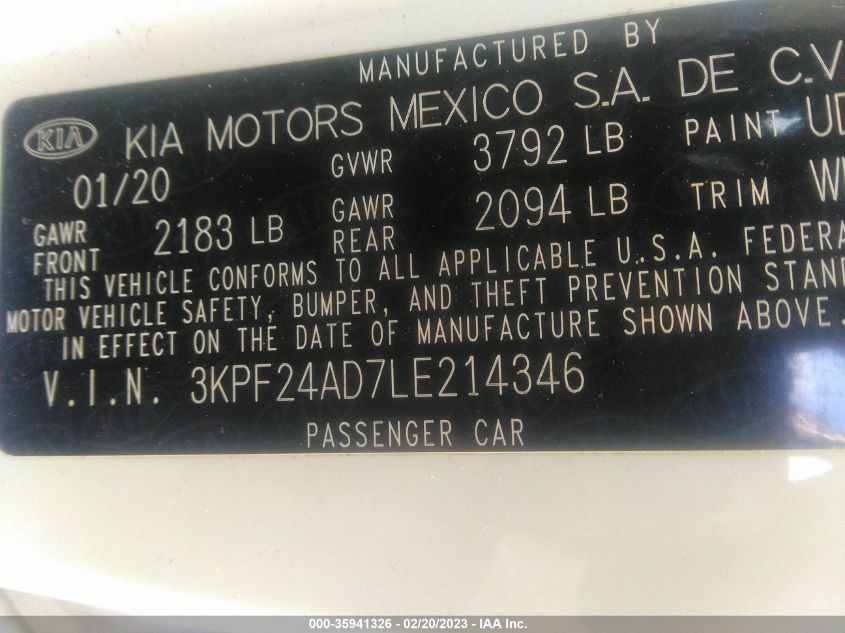 MANUFACTURED BY
KIA KIA MOTORS MEXICO S.A. DE C.V
01/20 GVWR 3792 LB PAINT UD
GAWR FRONT 2183 LB GAWR REAR 2094 LB TRIM
THIS VEHICLE CONFORMS TO ALL APPLICABLE U.S.A. FEDERA
MOTOR VEHICLE SAFETY, BUMPER, AND THEFT PREVENTION STAN
IN EFFECT ON THE DATE OF MANUFACTURE SHOWN ABOVE.
V.I.N. 3KPF24AD7LE214346
PASSENGER CAR
000-35941326 - 02/20/2023 - IAA Inc.